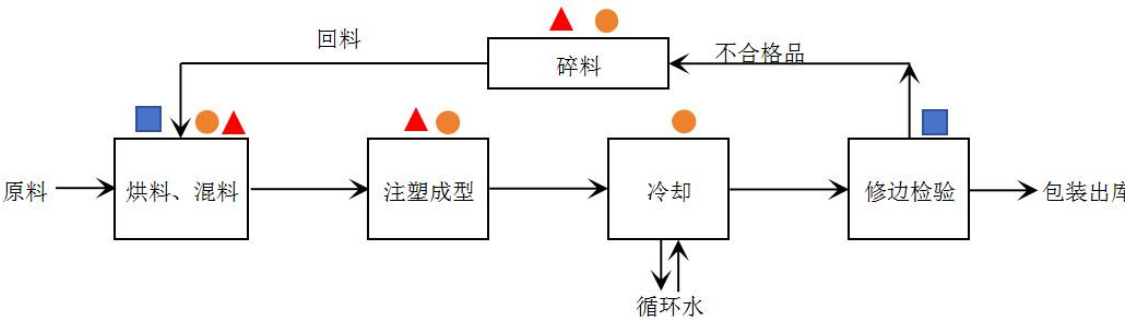 回料
碎料
不合格品
原料
烘料、混料
注塑成型
冷却
修边检验
包装出库
循环水